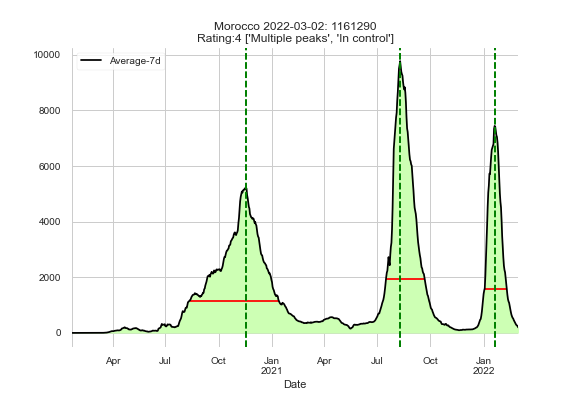 Morocco 2022-03-02: 1161290
Rating:4 ['Multiple peaks', 'In control']
Average-7d
10000
8000
6000
4000
2000
0
Apr Jul Oct Jan Apr Jul Oct Jan
2021 2022
Date